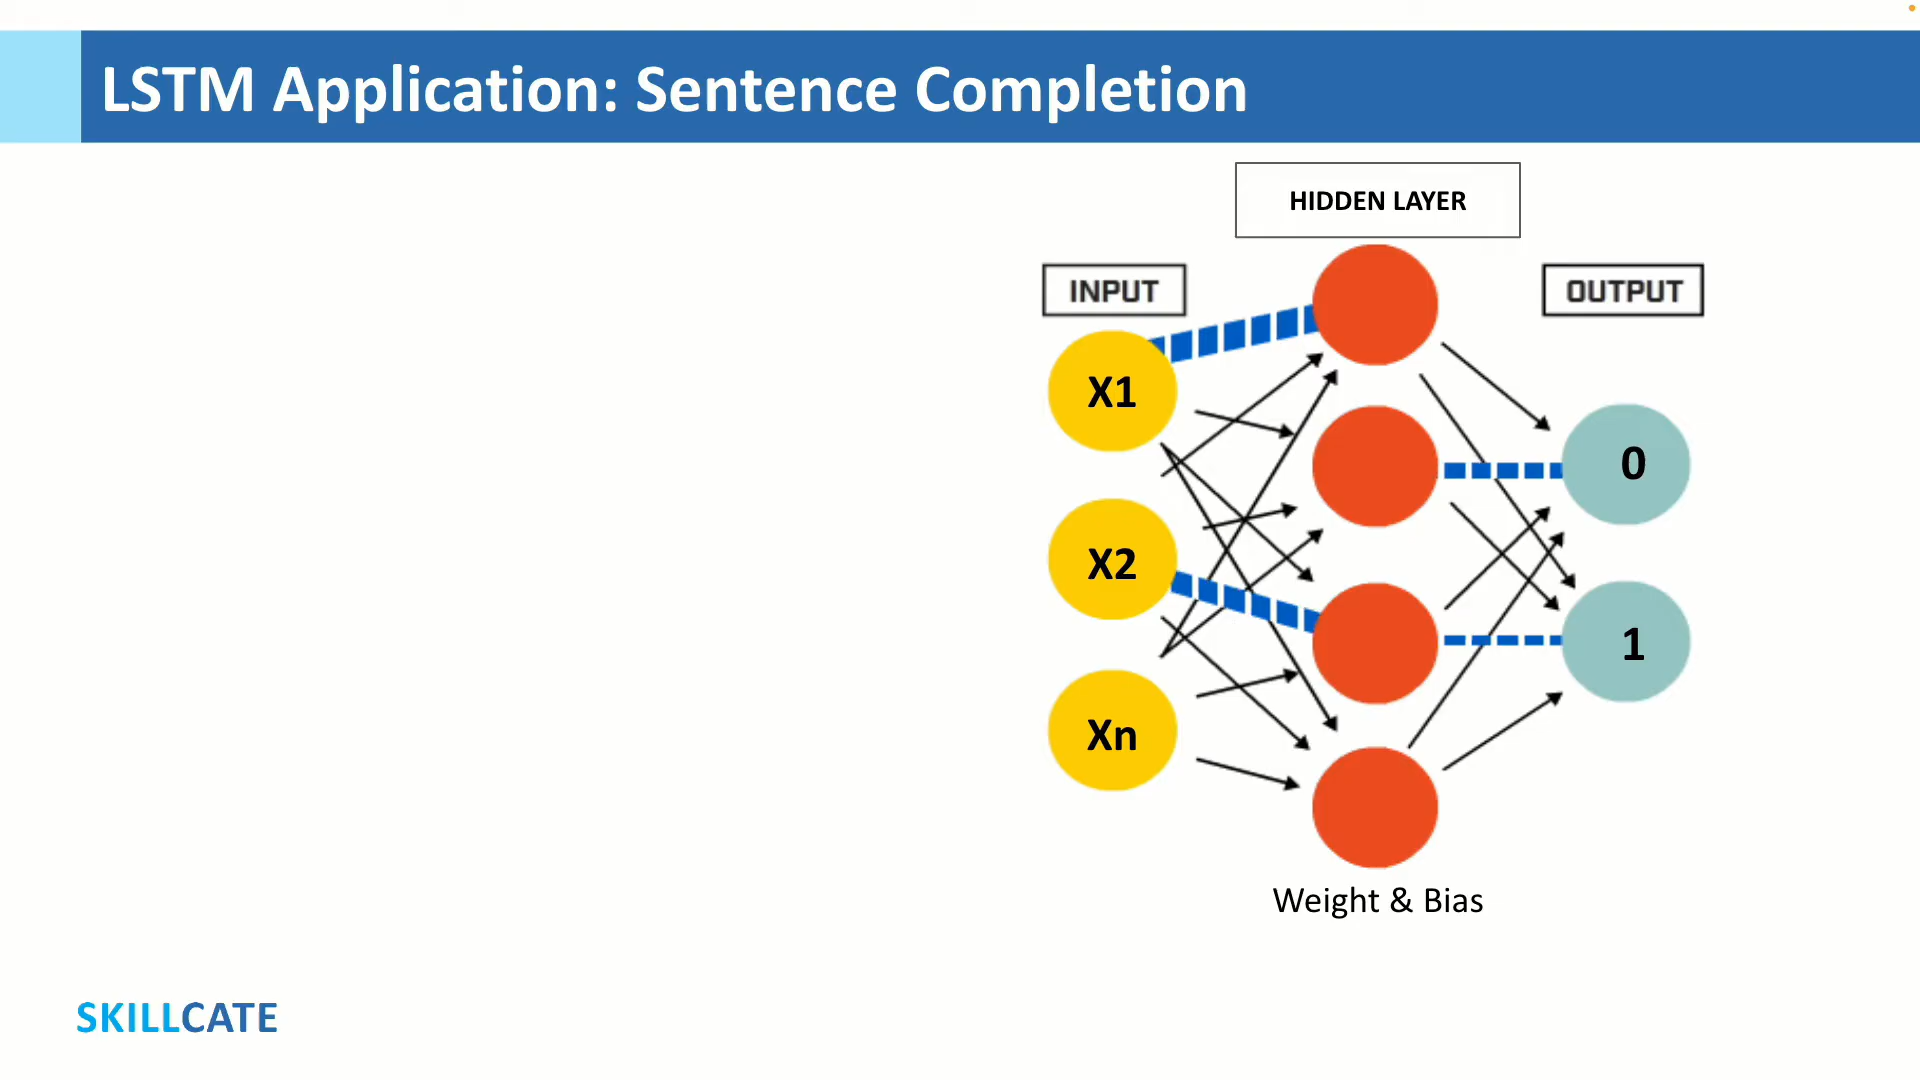 LSTM Application: Sentence Completion
HIDDEN LAYER
INPUT
OUTPUT
X1
0
X2
1
Xn
Weight & Bias
SKILLCATE